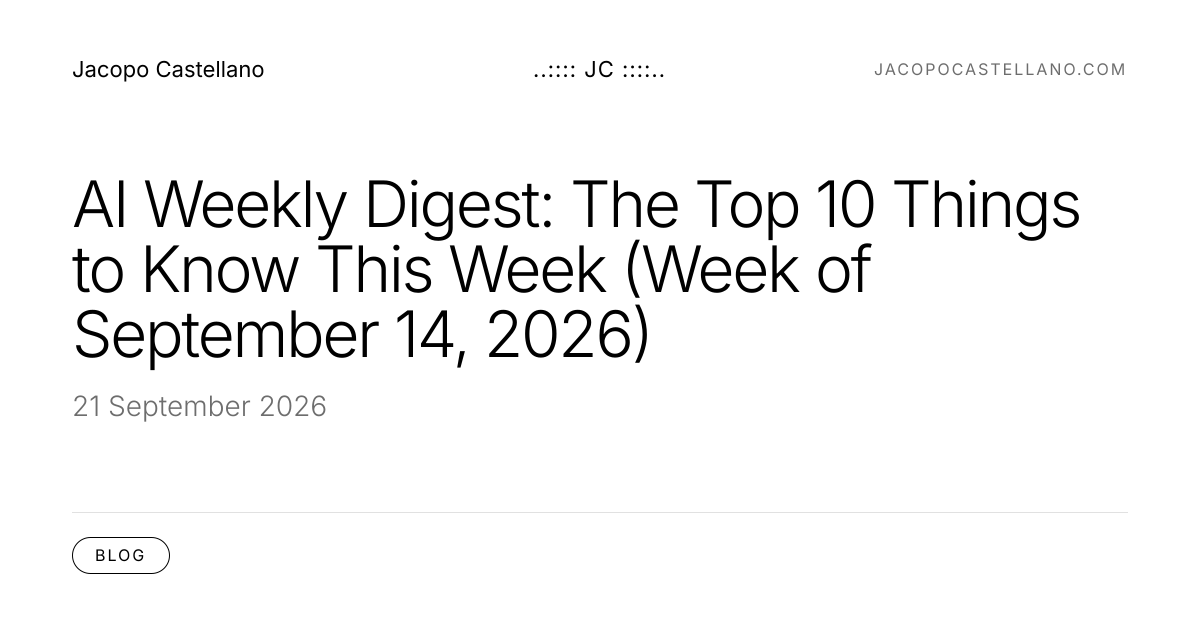 Jacopo Castellano
..:::: JC ::::..
JACOPOCASTELLANO.COM
AI Weekly Digest: The Top 10 Things
to Know This Week (Week of
September 14, 2026)
21 September 2026
BLOG